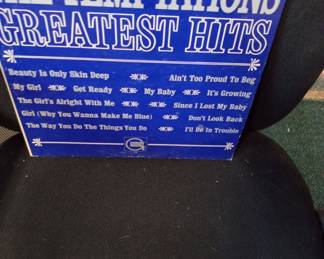 THE TEMPTATIONS
GREATEST HITS
Beauty Is Only Skin Deep Ain't Too Proud To Beg
My Girl Get Ready My Baby It's Growing
The Girl's Alright With Me Since I Lost My Baby
Girl (Why You Wanna Make Me Blue) Don't Look Back
The Way You Do The Things You Do I'll Be In Trouble